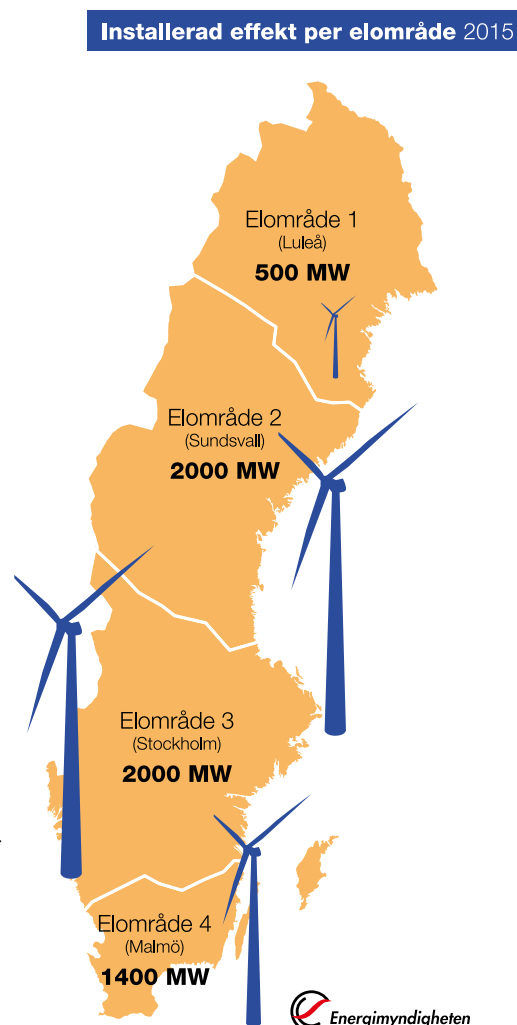 Installerad effekt per elområde 2015
Elområde 1
(Luleå)
500 MW
Elområde 2
(Sundsvall)
2000 MW
Elområde 3
(Stockholm)
2000 MW
Elområde 4
(Malmö)
1400 MW
Energimyndigheten